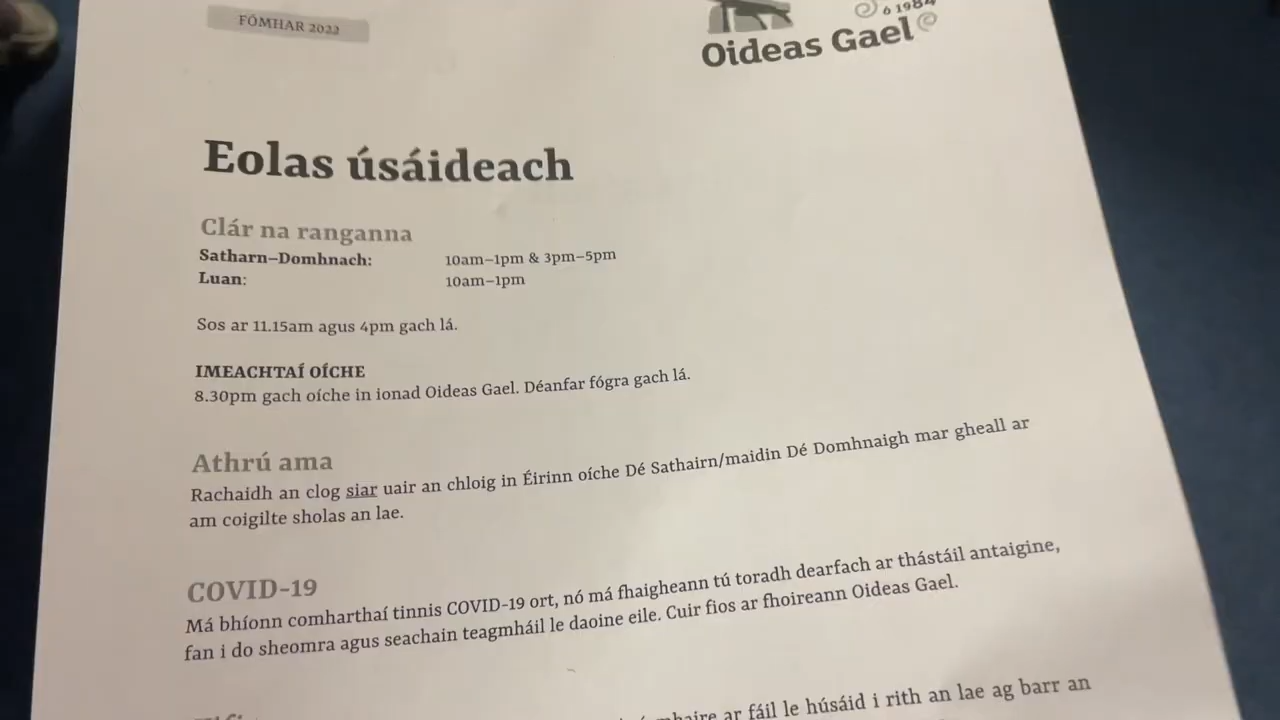 FÓMHAR 2022
ó 1984
Oideas Gael
Eolas úsáideach
Clár na ranganna
Satharn–Domhnach: 10am–1pm & 3pm–5pm
Luan: 10am–1pm
Sos ar 11.15am agus 4pm gach lá.
IMEACHTAÍ OÍCHE
8.30pm gach oíche in ionad Oideas Gael. Déanfar fógra gach lá.
Athrú ama
Rachaidh an clog siar uair an chloig in Éirinn oíche Dé Sathairn/maidin Dé Domhnaigh mar gheall ar
am coigilte sholas an lae.
COVID-19
Má bhíonn comharthaí tinnis COVID-19 ort, nó má fhaigheann tú toradh dearfach ar thástáil antaigine,
fan i do sheomra agus seachain teagmháil le daoine eile. Cuir fios ar fhoireann Oideas Gael.
ar fáil le húsáid i rith an lae ag barr an